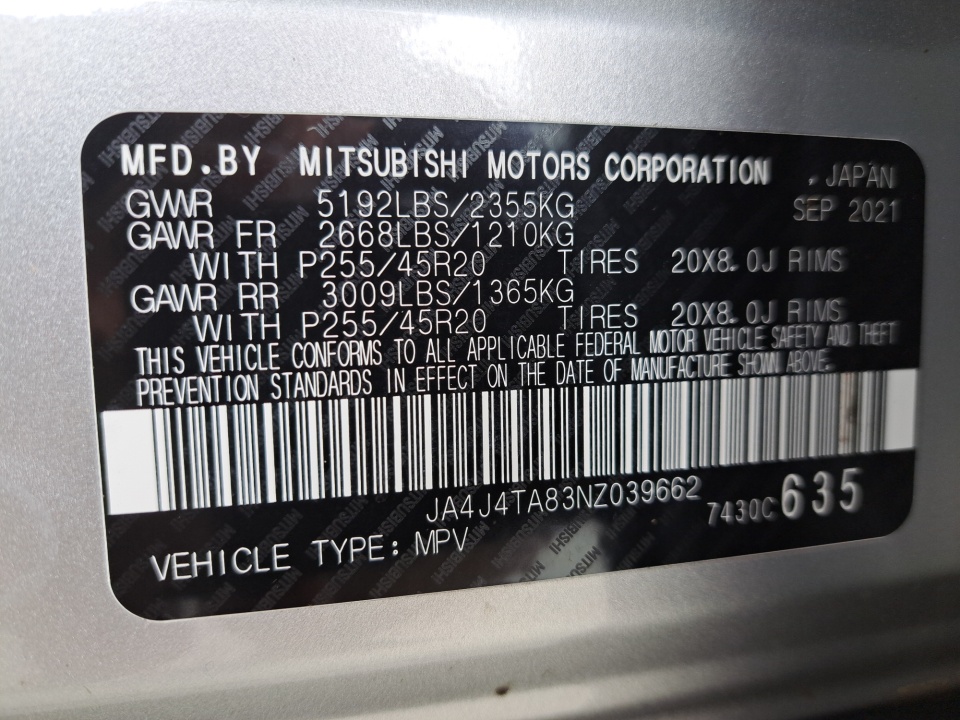 MFD.BY MITSUBISHI MOTORS CORPORATION , JAPAN
GVWR 5192LBS/2355KG SEP 2021
GAWR FR 2668LBS/1210KG
WITH P255/45R20 TIRES 20X8.0J RIMS
GAWR RR 3009LBS/1365KG
WITH P255/45R20 TIRES 20X8.0J RIMS
THIS VEHICLE CONFORMS TO ALL APPLICABLE FEDERAL MOTOR VEHICLE SAFETY AND THEFT
PREVENTION STANDARDS IN EFFECT ON THE DATE OF MANUFACTURE SHOWN ABOVE.
JA4J4TA83NZ039662 7430C 635
VEHICLE TYPE: MPV